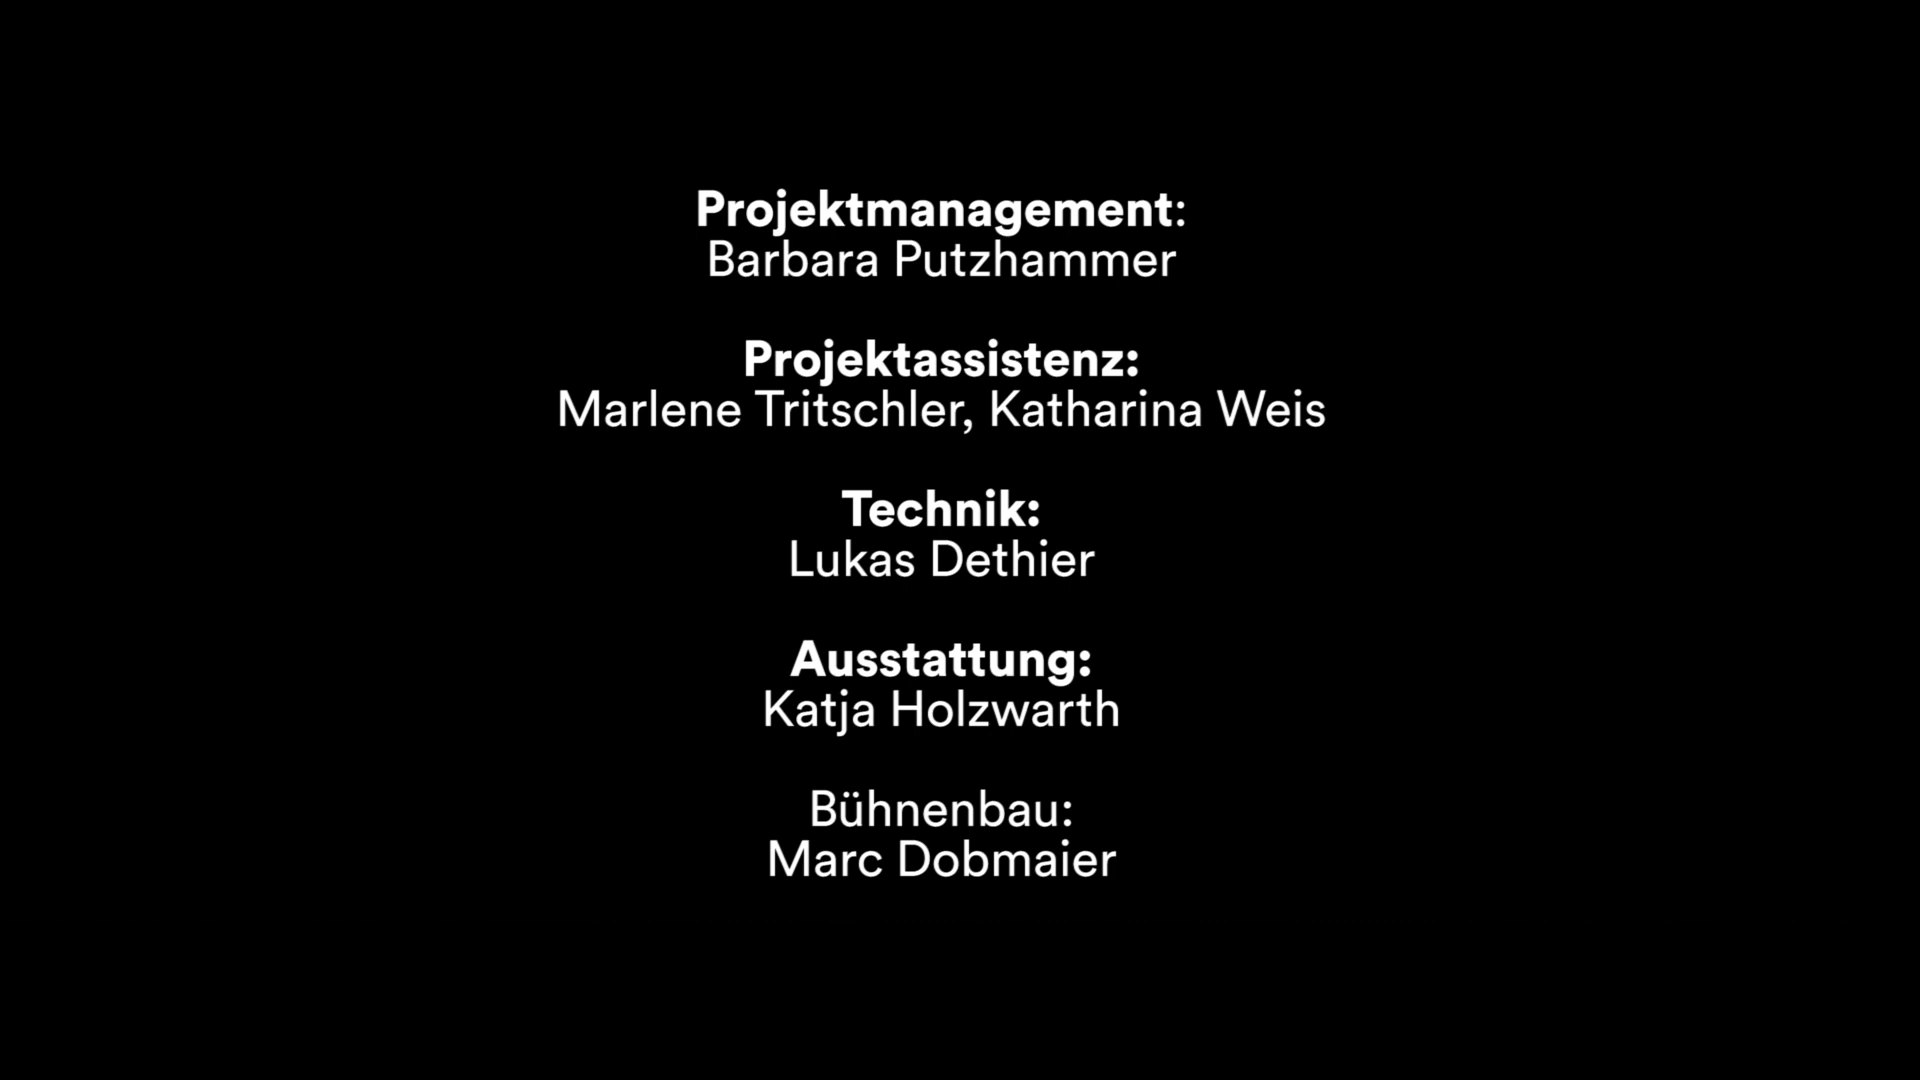 Projektmanagement:
Barbara Putzhammer
Projektassistenz:
Marlene Tritschler, Katharina Weis
Technik:
Lukas Dethier
Ausstattung:
Katja Holzwarth
Bühnenbau:
Marc Dobmaier